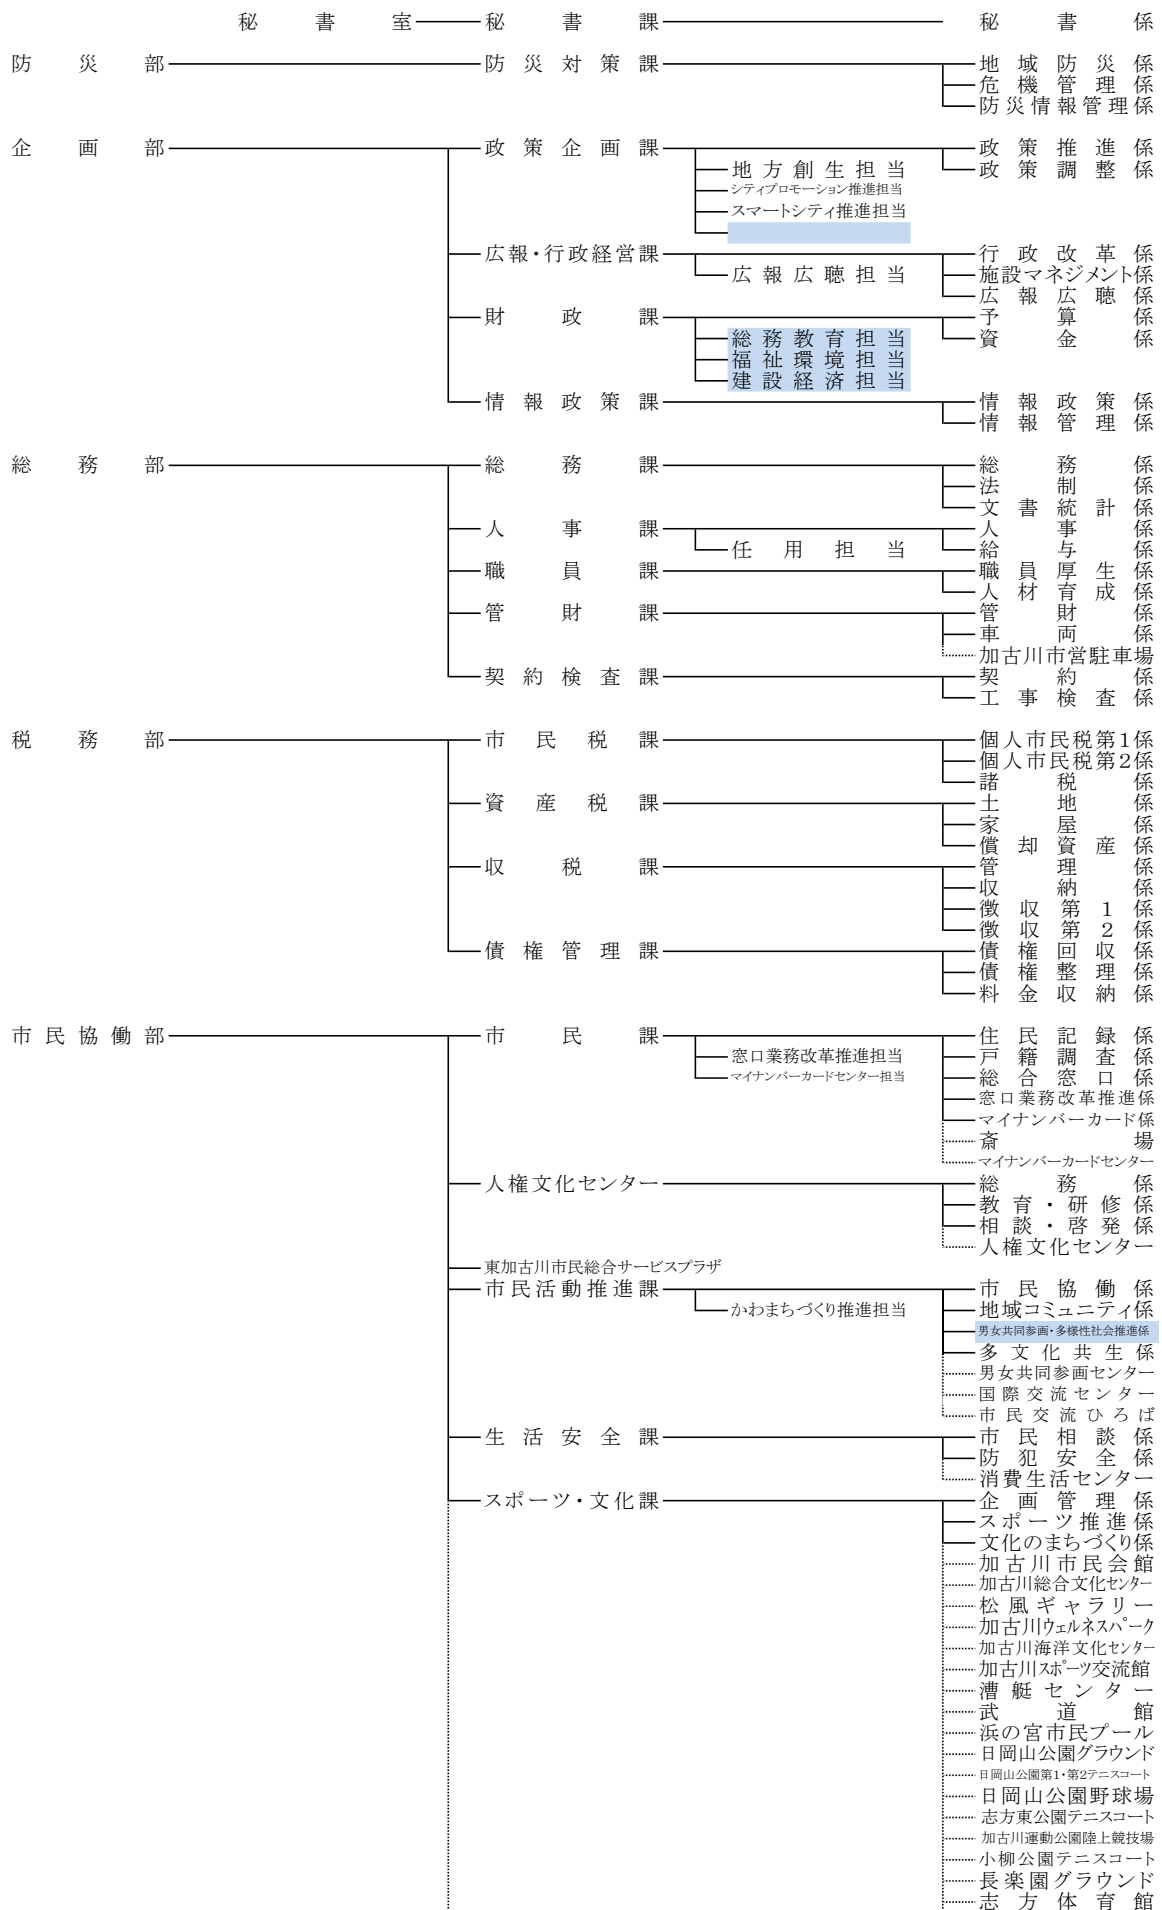 秘書室 秘書課 秘書係
防災部 防災対策課 地域防災係
危機管理係
防災情報管理係
企画部 政策企画課 政策推進係
地方創生担当 政策調整係
シティプロモーション推進担当
スマートシティ推進担当
広報・行政経営課 行政改革係
広報広聴担当 施設マネジメント係
広報広聴係
財政課 予算係
総務教育担当 資金係
福祉環境担当
建設経済担当
情報政策課 情報政策係
情報管理係
総務部 総務課 総務係
法制係
文書統計係
人事課 人事係
任用担当 給与係
職員課 職員厚生係
人材育成係
管財課 管財係
車両係
加古川市営駐車場
契約検査課 契約係
工事検査係
税務部 市民税課 個人市民税第1係
個人市民税第2係
諸税係
資産税課 土地係
家屋係
償却資産係
収税課 管理係
収納係
徴収第1係
徴収第2係
債権管理課 債権回収係
債権整理係
料金収納係
市民協働部 市民課 住民記録係
窓口業務改革推進担当 戸籍調査係
マイナンバーカードセンター担当 総合窓口係
窓口業務改革推進係
マイナンバーカード係
斎場
マイナンバーカードセンター
人権文化センター 総務係
教育・研修係
相談・啓発係
人権文化センター
東加古川市民総合サービスプラザ
市民活動推進課 市民協働係
かわまちづくり推進担当 地域コミュニティ係
男女共同参画・多様性社会推進係
多文化共生係
男女共同参画センター
国際交流センター
市民交流ひろば
生活安全課 市民相談係
防犯安全係
消費生活センター
スポーツ・文化課 企画管理係
スポーツ推進係
文化のまちづくり係
加古川市民会館
加古川総合文化センター
松風ギャラリー
加古川ウェルネスパーク
加古川海洋文化センター
加古川スポーツ交流館
漕艇センター
武道館
浜の宮市民プール
日岡山公園グラウンド
日岡山公園第1・第2テニスコート
日岡山公園野球場
志方東公園テニスコート
加古川運動公園陸上競技場
小柳公園テニスコート
長楽園グラウンド
志方体育館